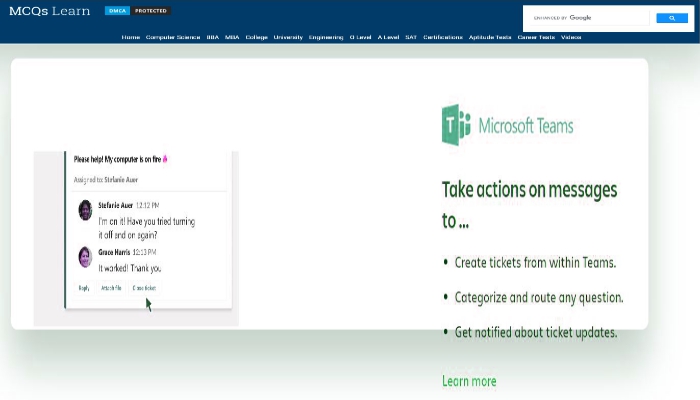 MCQs Learn
DMCA PROTECTED
ENHANCED BY Google
Home Computer Science BBA MBA College University Engineering O Level A Level SAT Certifications Aptitude Tests Career Tests Videos
Please help! My computer is on fire
Assigned to: Stefanie Auer
Stefanie Auer 12:12 PM
I'm on it! Have you tried turning
it off and on again?
Grace Harris 12:13 PM
It worked! Thank you
Reply Attach file Close ticket
Microsoft Teams
Take actions on messages
to ...
• Create tickets from within Teams.
• Categorize and route any question.
• Get notified about ticket updates.
Learn more